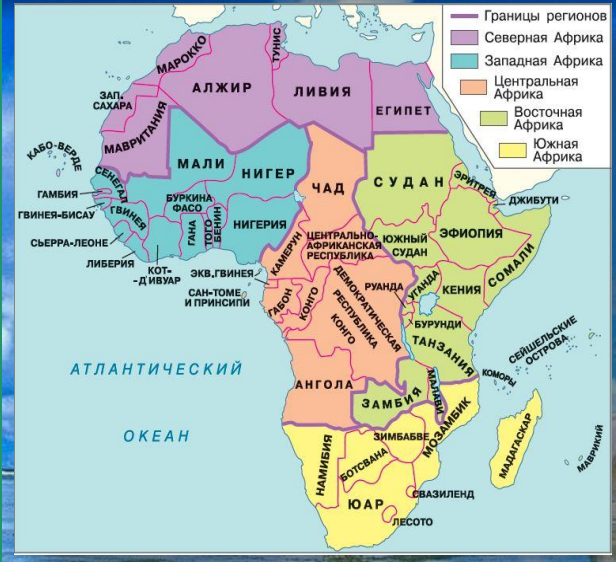 Границы регионов
Северная Африка
Западная Африка
Центральная
Африка
Восточная
Африка
Южная
Африка
МАРОККО
ТУНИС
АЛЖИР
ЛИВИЯ
ЕГИПЕТ
ЗАП.
САХАРА
МАВРИТАНИЯ
КАБО-ВЕРДЕ
МАЛИ
НИГЕР
ЧАД
СУДАН
ЭРИТРЕЯ
ДЖИБУТИ
СЕНЕГАЛ
ГАМБИЯ
ГВИНЕЯ-БИСАУ
ГВИНЕЯ
БУРКИНА
ФАСО
ГАНА
ТОГО
БЕНИН
НИГЕРИЯ
СЬЕРРА-ЛЕОНЕ
ЛИБЕРИЯ
КОТ-
-Д'ИВУАР
КАМЕРУН
ЦЕНТРАЛЬНО-
АФРИКАНСКАЯ
РЕСПУБЛИКА
ЮЖНЫЙ
СУДАН
ЭФИОПИЯ
СОМАЛИ
ЭКВ.ГВИНЕЯ
САН-ТОМЕ
И ПРИНСИПИ
ГАБОН
КОНГО
ДЕМОКРАТИЧЕСКАЯ
РЕСПУБЛИКА
КОНГО
РУАНДА
УГАНДА
КЕНИЯ
БУРУНДИ
ТАНЗАНИЯ
СЕЙШЕЛЬСКИЕ
ОСТРОВА
КОМОРЫ
АТЛАНТИЧЕСКИЙ
ОКЕАН
АНГОЛА
ЗАМБИЯ
МАЛАВИ
МОЗАМБИК
ЗИМБАБВЕ
НАМИБИЯ
БОТСВАНА
МАДАГАСКАР
МАВРИКИЙ
СВАЗИЛЕНД
ЮАР
ЛЕСОТО